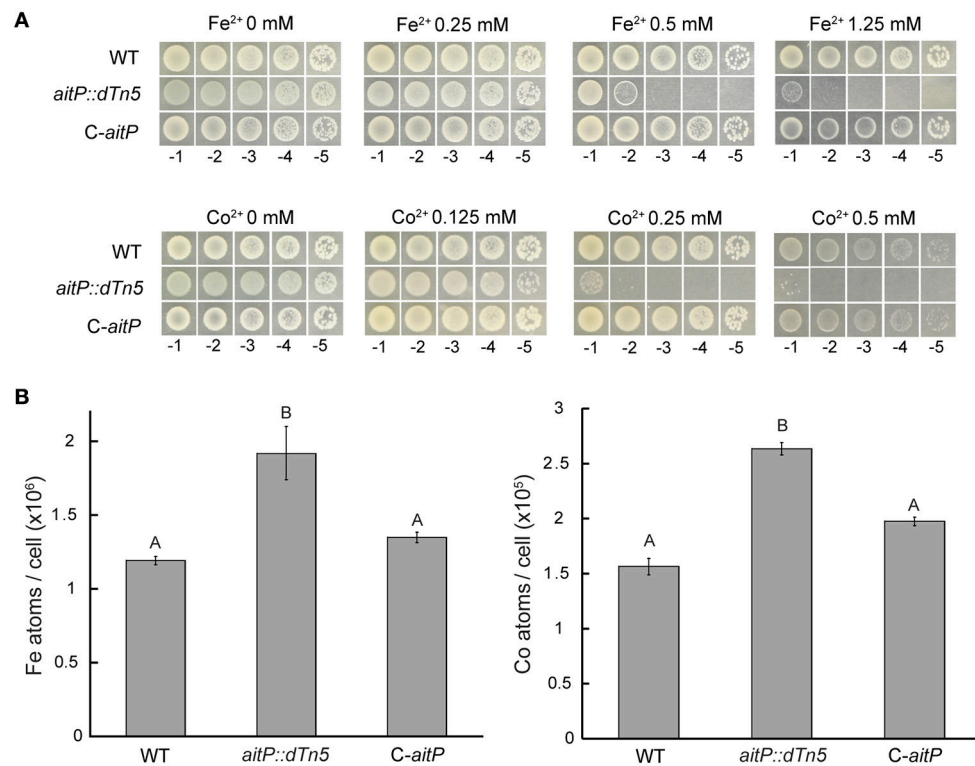 A
Fe²⁺ 0 mM Fe²⁺ 0.25 mM Fe²⁺ 0.5 mM Fe²⁺ 1.25 mM
WT
aitP::dTn5
C-aitP
-1 -2 -3 -4 -5 -1 -2 -3 -4 -5 -1 -2 -3 -4 -5 -1 -2 -3 -4 -5
Co²⁺ 0 mM Co²⁺ 0.125 mM Co²⁺ 0.25 mM Co²⁺ 0.5 mM
WT
aitP::dTn5
C-aitP
-1 -2 -3 -4 -5 -1 -2 -3 -4 -5 -1 -2 -3 -4 -5 -1 -2 -3 -4 -5
B
Fe atoms / cell (x10⁶)
2
1.5
1
0.5
0
A
B
A
WT aitP::dTn5 C-aitP
Co atoms / cell (x10⁵)
3
2.5
2
1.5
1
0.5
0
A
B
A
WT aitP::dTn5 C-aitP